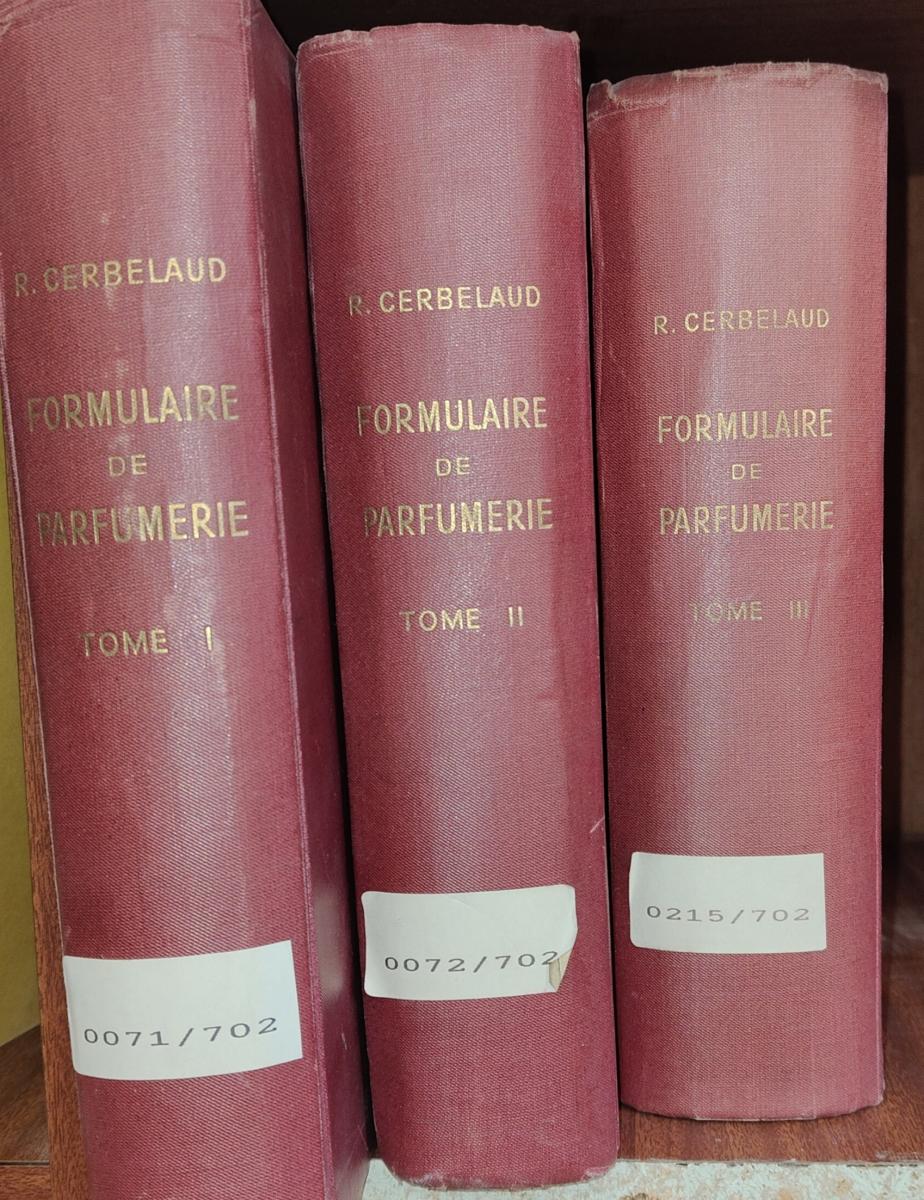 R. CERBELAUD
FORMULAIRE
DE
PARFUMERIE
TOME I
0071/702
R. CERBELAUD
FORMULAIRE
DE
PARFUMERIE
TOME II
0072/702
R. CERBELAUD
FORMULAIRE
DE
PARFUMERIE
TOME III
0215/702